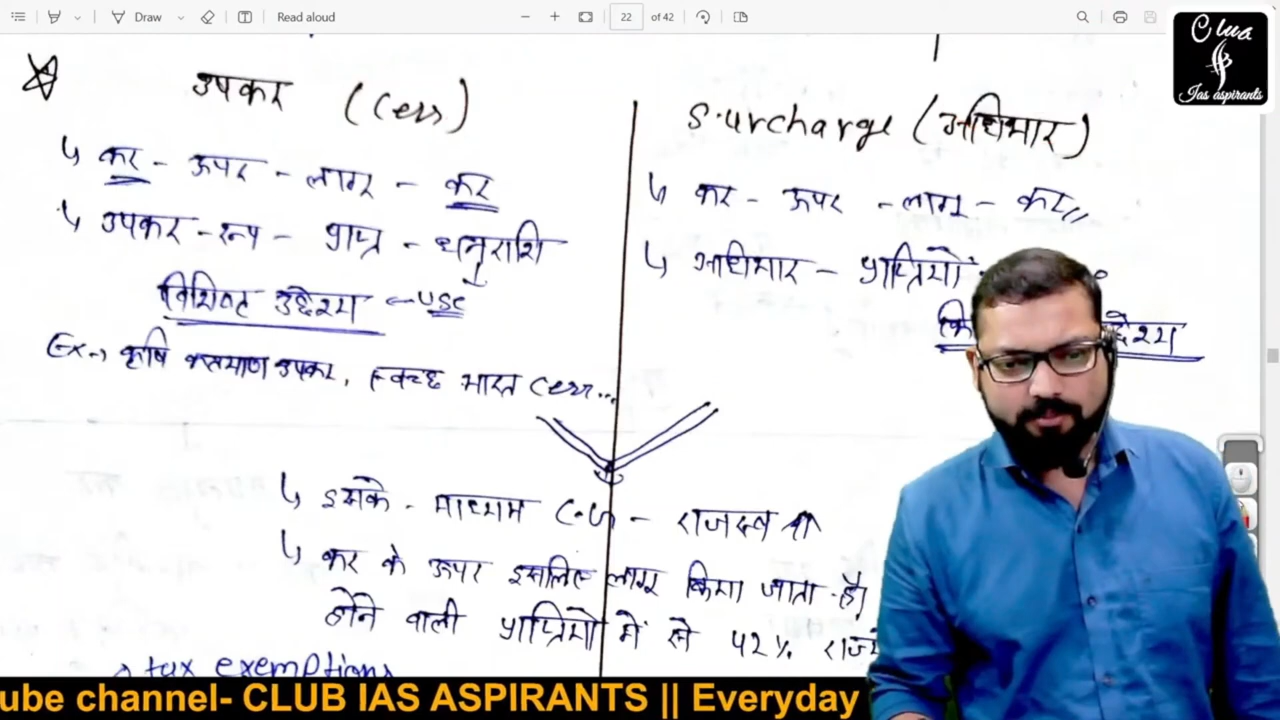 Draw
Read aloud
22
of 42
Clua
Ias aspirants
उपकर (Cess)
↳ कर - ऊपर - लागू - कर
↳ उपकर - रूप - प्राप्त - धनराशि
↓
विशिष्ट उद्देश्य ← use
Ex→ कृषि कल्याण उपकर, स्वच्छ भारत Cess...
Surcharge (अधिभार)
↳ कर - ऊपर - लागू - कर
↳ अधिभार - प्राप्तियों
द्देश्य
↳ इसके - माध्यम C.G - राजस्व ↑↑
↳ कर के ऊपर इसलिए लागू किया जाता है।
होने वाली प्राप्तियों में से 42%
→ tax exemptions
ube channel- CLUB IAS ASPIRANTS || Everyday